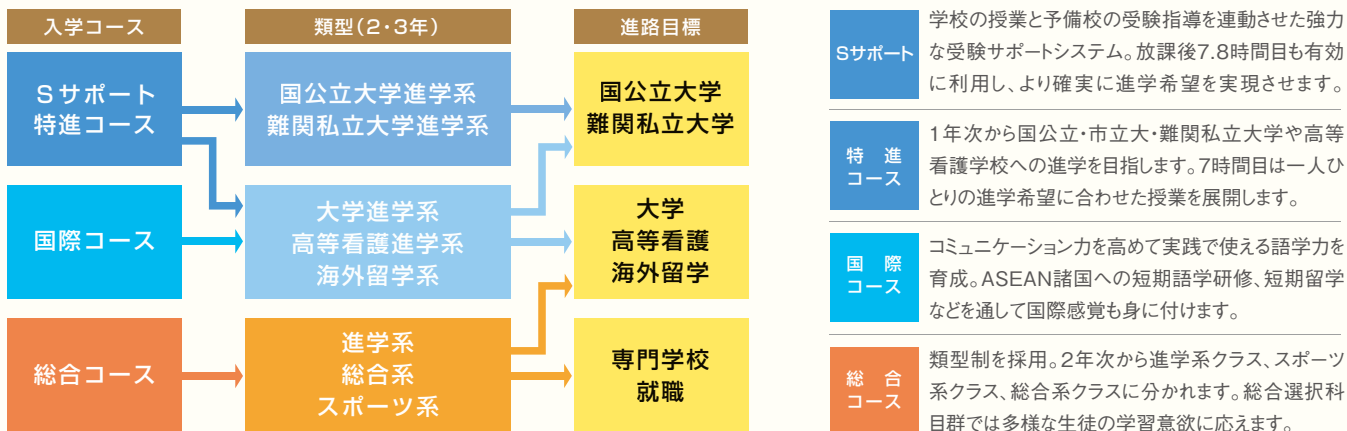 入学コース
類型(2・3年)
進路目標
Sサポート
特進コース
国公立大学進学系
難関私立大学進学系
国公立大学
難関私立大学
国際コース
大学進学系
高等看護進学系
海外留学系
大学
高等看護
海外留学
総合コース
進学系
総合系
スポーツ系
専門学校
就職
Sサポート
学校の授業と予備校の受験指導を連動させた強力
な受験サポートシステム。放課後7.8時間目も有効
に利用し、より確実に進学希望を実現させます。
特進
コース
1年次から国公立・市立大・難関私立大学や高等
看護学校への進学を目指します。7時間目は一人ひ
とりの進学希望に合わせた授業を展開します。
国際
コース
コミュニケーション力を高めて実践で使える語学力を
育成。ASEAN諸国への短期語学研修、短期留学
などを通して国際感覚も身に付けます。
総合
コース
類型制を採用。2年次から進学系クラス、スポーツ
系クラス、総合系クラスに分かれます。総合選択科
目群では多様な生徒の学習意欲に応えます。